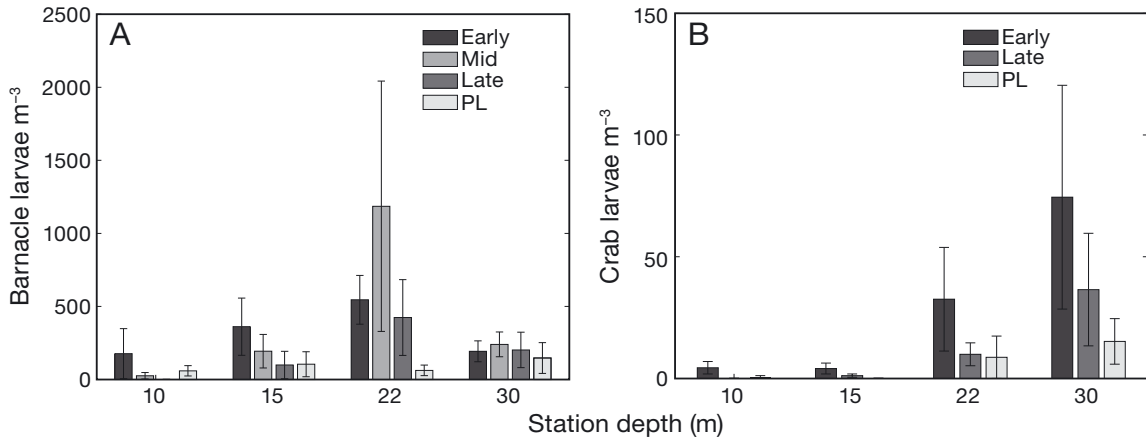 A
Early
Mid
Late
PL
2500
2000
1500
1000
500
0
Barnacle larvae m⁻³
10 15 22 30
B
Early
Late
PL
150
100
50
0
Crab larvae m⁻³
10 15 22 30
Station depth (m)